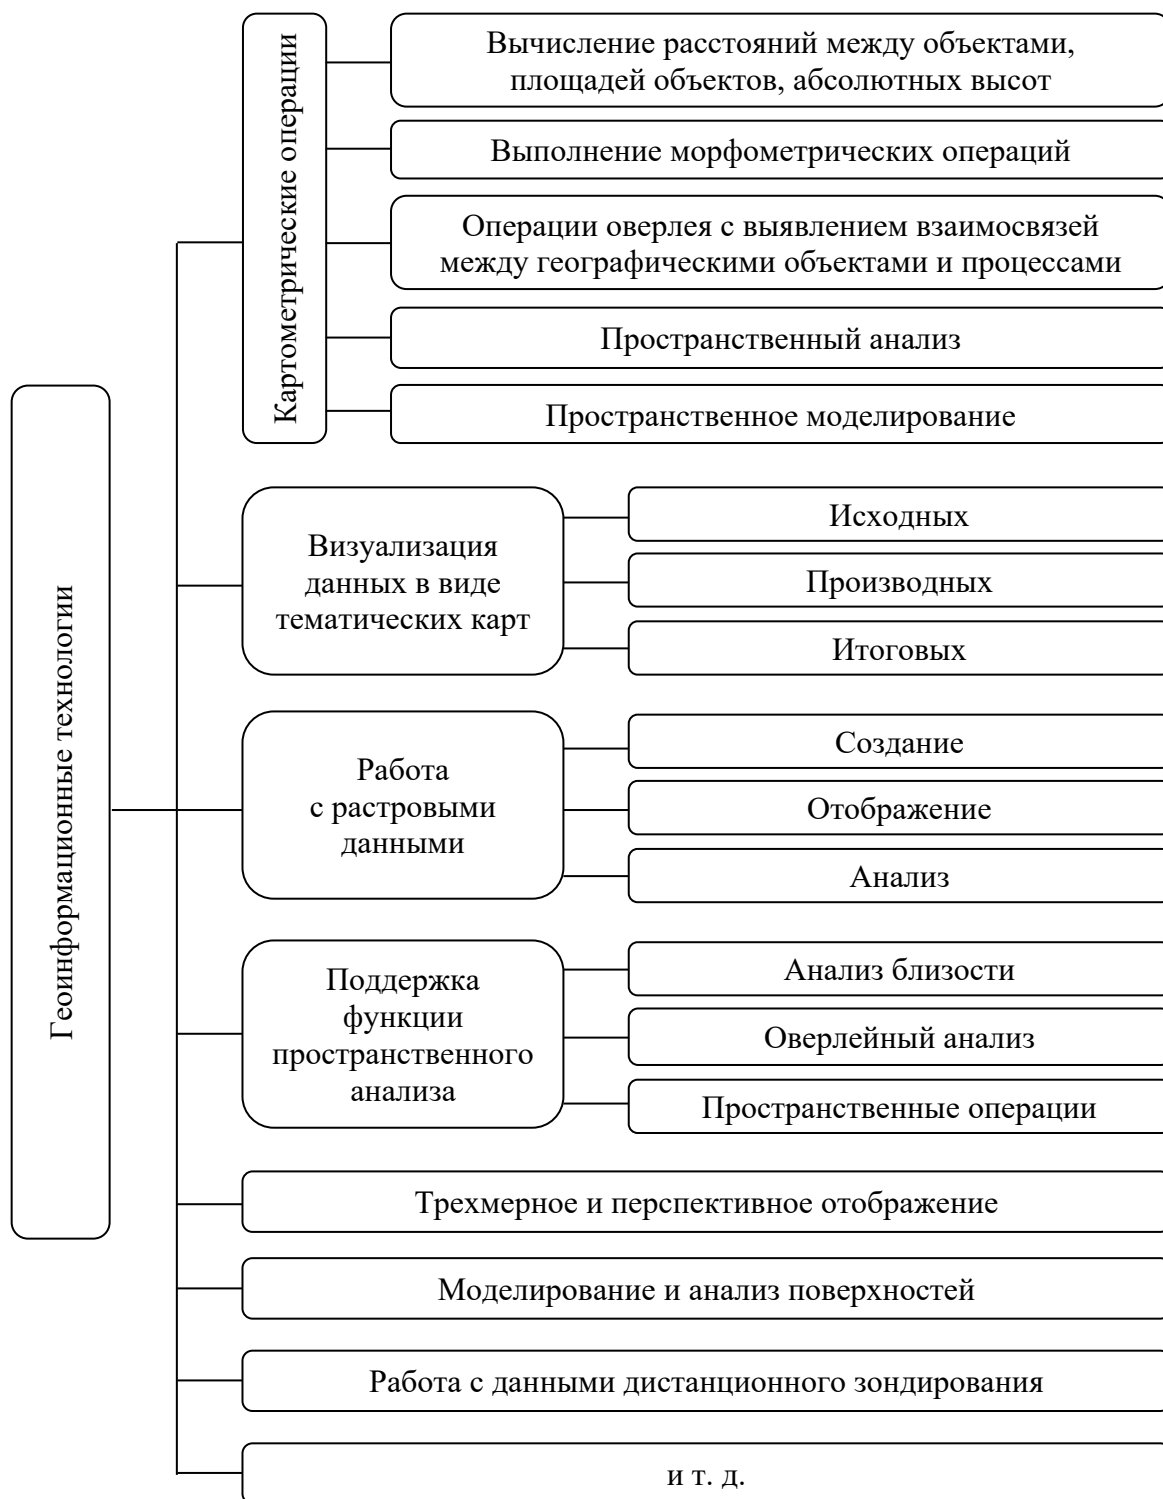 Геоинформационные технологии
Картометрические операции
Вычисление расстояний между объектами,
площадей объектов, абсолютных высот
Выполнение морфометрических операций
Операции оверлея с выявлением взаимосвязей
между географическими объектами и процессами
Пространственный анализ
Пространственное моделирование
Визуализация
данных в виде
тематических карт
Исходных
Производных
Итоговых
Работа
с растровыми
данными
Создание
Отображение
Анализ
Поддержка
функции
пространственного
анализа
Анализ близости
Оверлейный анализ
Пространственные операции
Трехмерное и перспективное отображение
Моделирование и анализ поверхностей
Работа с данными дистанционного зондирования
и т. д.